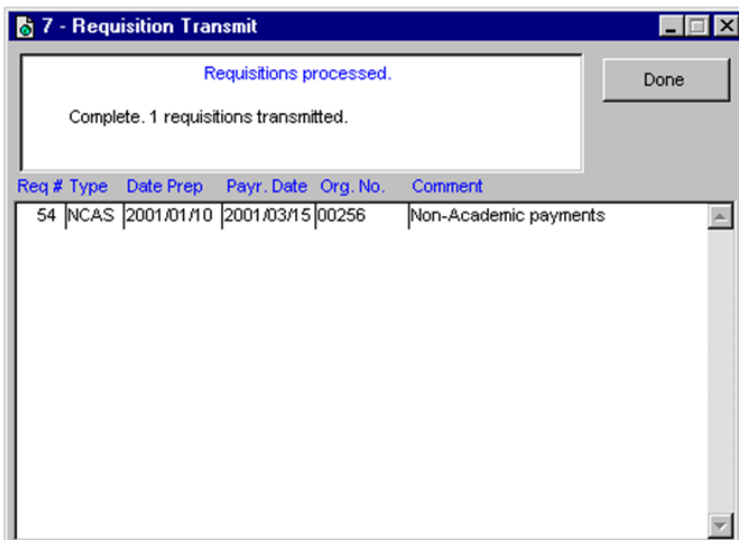 7 - Requisition Transmit
Requisitions processed.
Done
Complete. 1 requisitions transmitted.
Req # Type Date Prep Payr. Date Org. No. Comment
54 NCAS 2001/01/10 2001/03/15 00256 Non-Academic payments